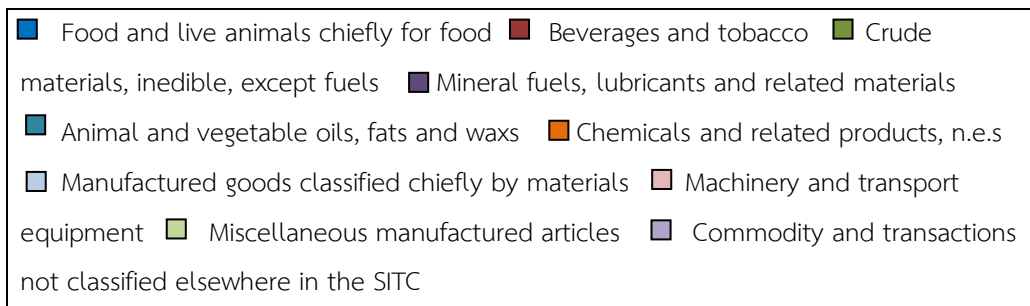 Food and live animals chiefly for food Beverages and tobacco Crude
materials, inedible, except fuels Mineral fuels, lubricants and related materials
Animal and vegetable oils, fats and waxs Chemicals and related products, n.e.s
Manufactured goods classified chiefly by materials Machinery and transport
equipment Miscellaneous manufactured articles Commodity and transactions
not classified elsewhere in the SITC